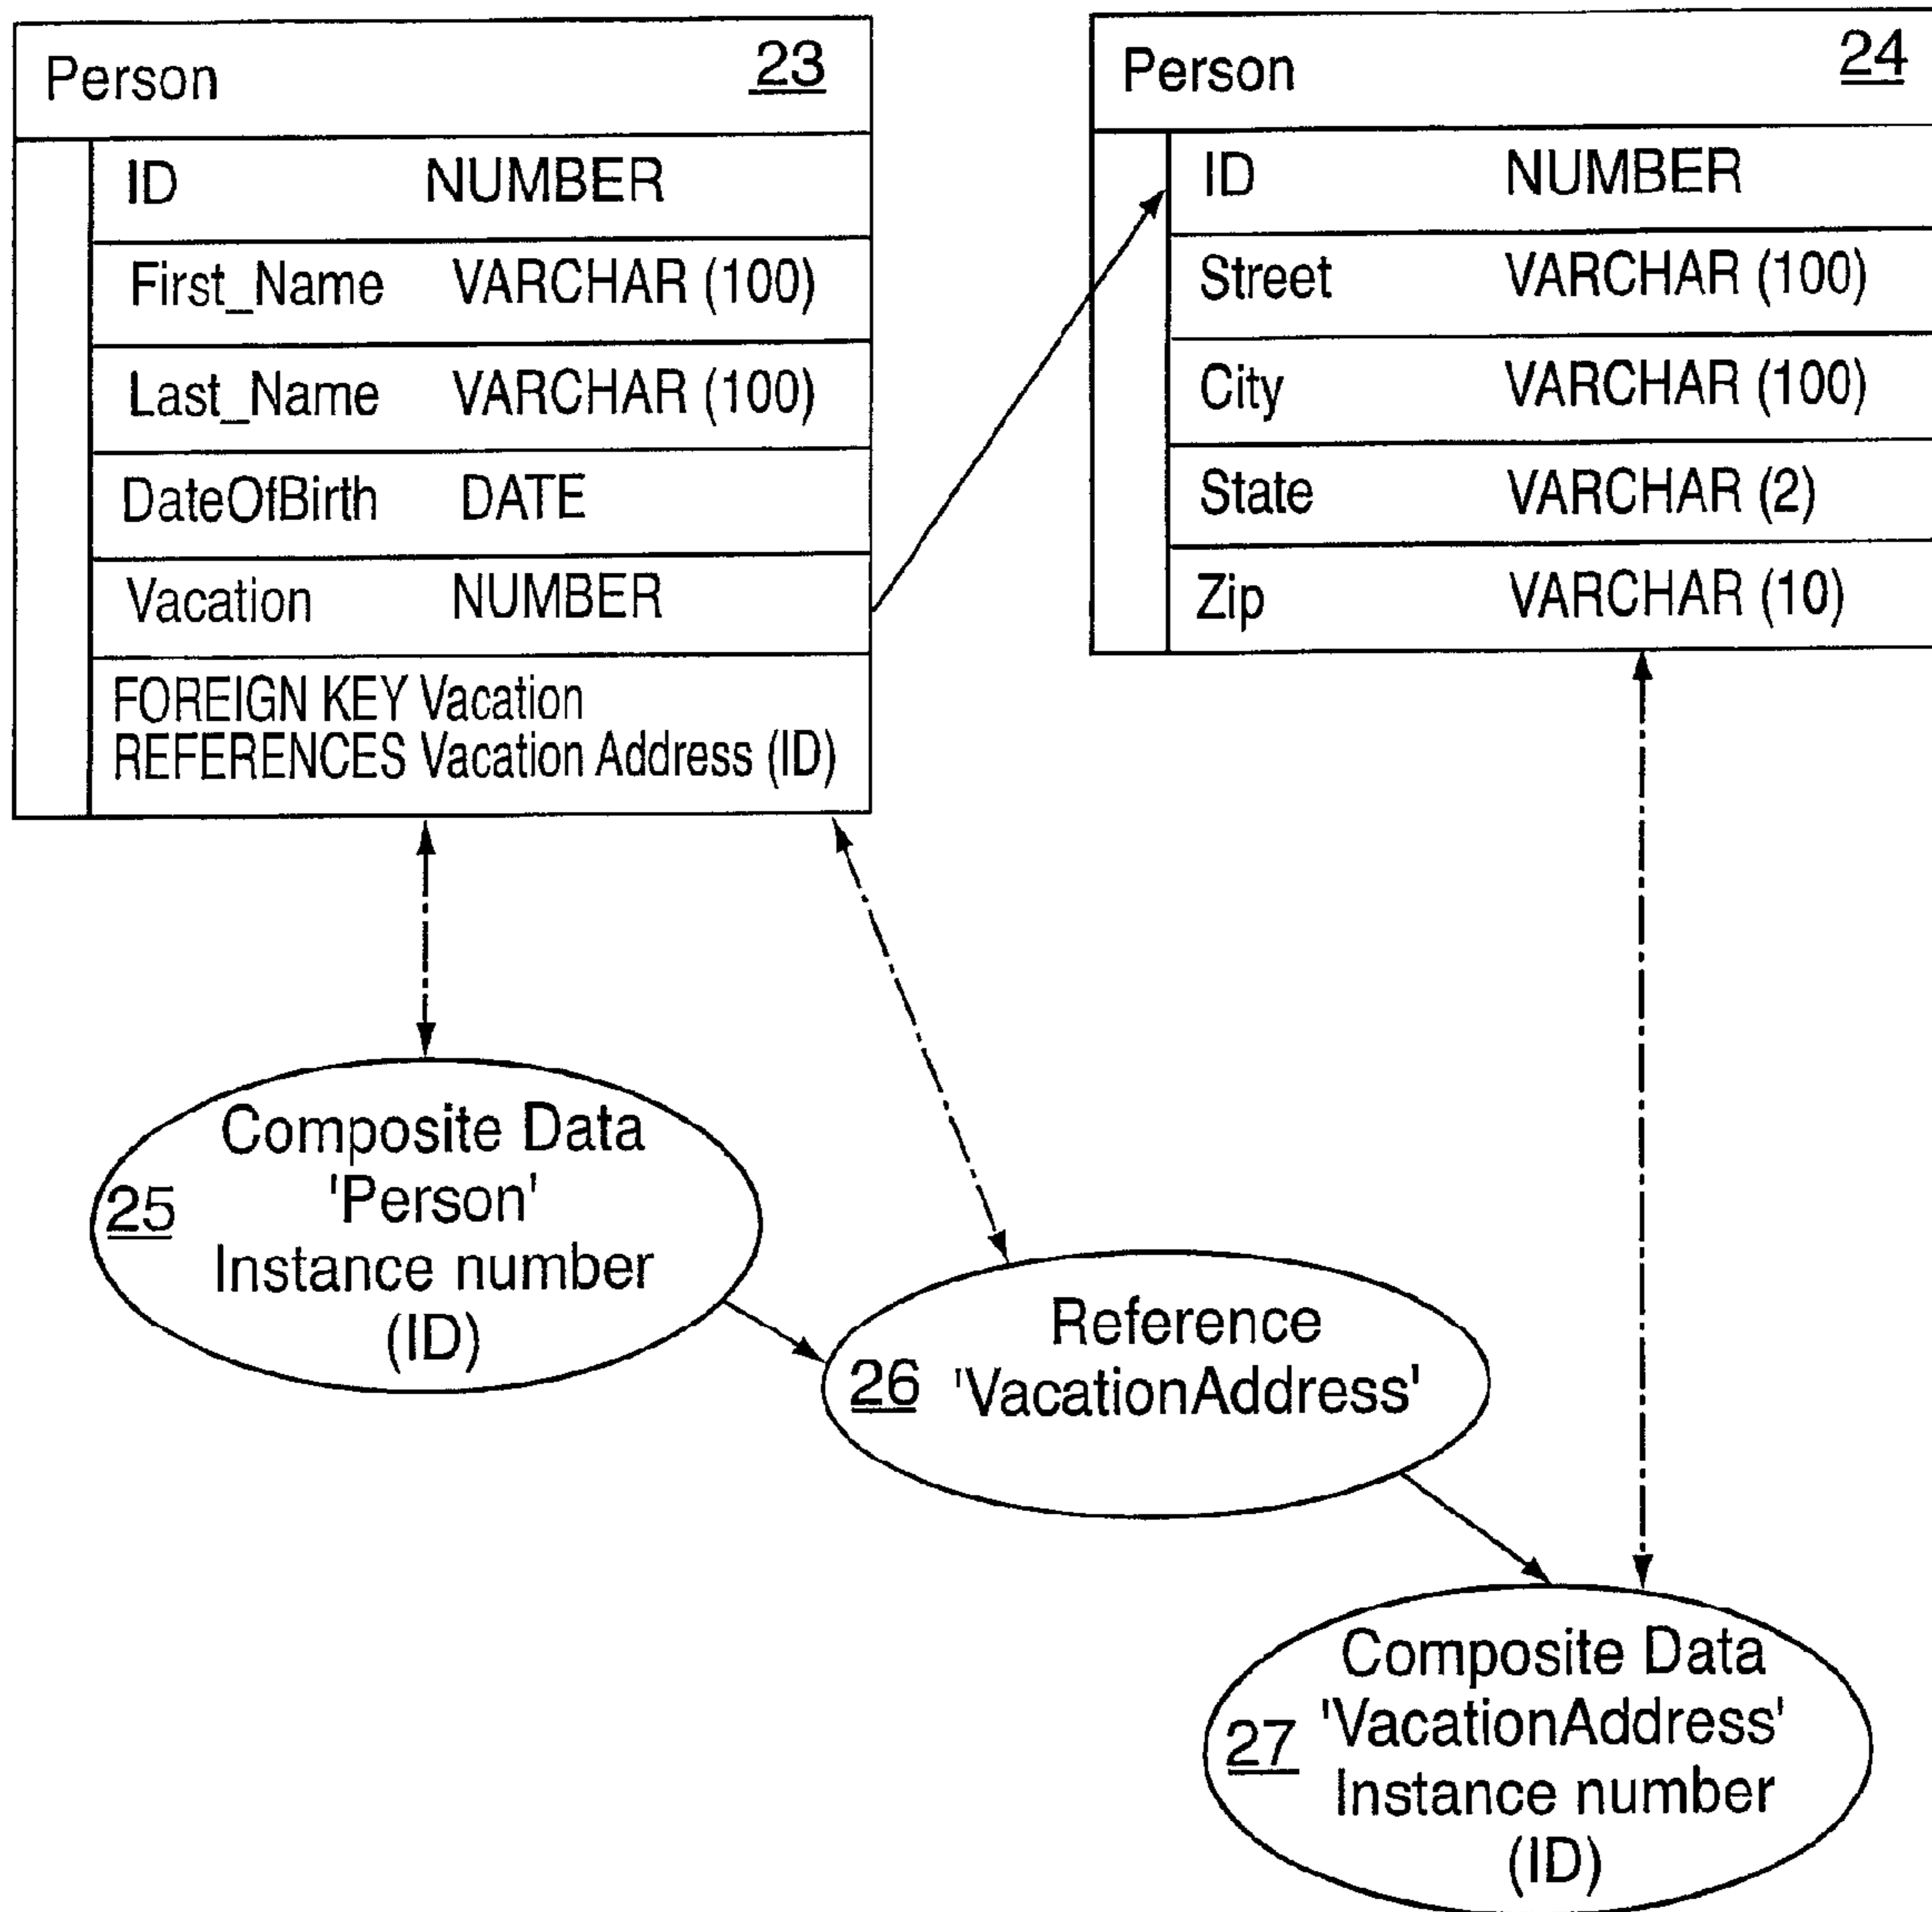 Person 23
ID NUMBER
First_Name VARCHAR (100)
Last_Name VARCHAR (100)
DateOfBirth DATE
Vacation NUMBER
FOREIGN KEY Vacation
REFERENCES Vacation Address (ID)
Person 24
ID NUMBER
Street VARCHAR (100)
City VARCHAR (100)
State VARCHAR (2)
Zip VARCHAR (10)
Composite Data
'Person'
25
Instance number
(ID)
Reference
26 'VacationAddress'
Composite Data
27 'VacationAddress'
Instance number
(ID)